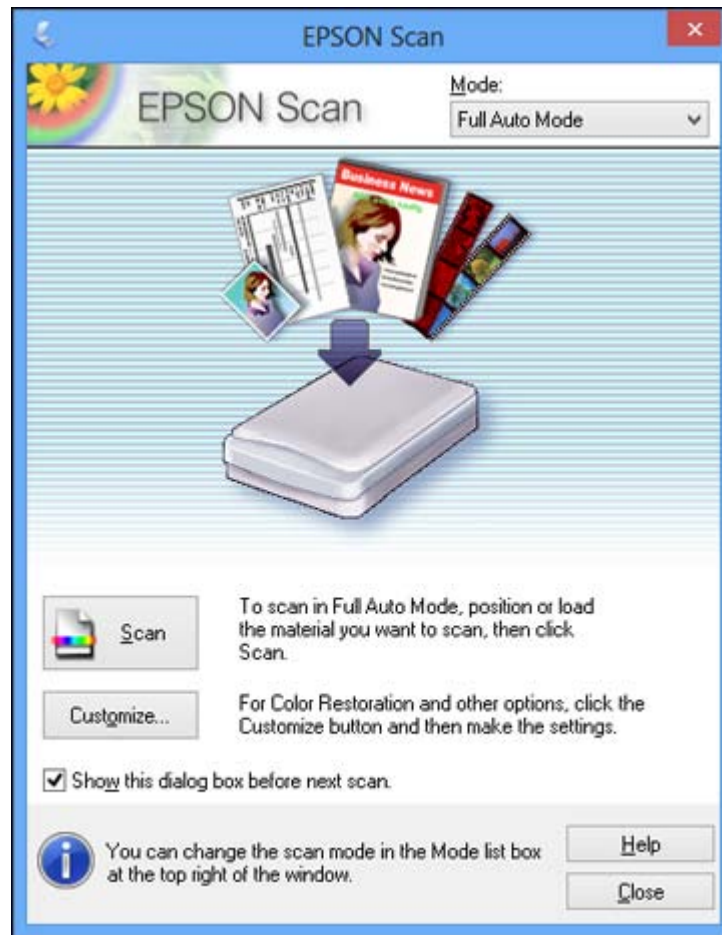 EPSON Scan
EPSON Scan
Mode:
Full Auto Mode
Business News
Scan
To scan in Full Auto Mode, position or load
the material you want to scan, then click
Scan.
Customize...
For Color Restoration and other options, click the
Customize button and then make the settings.
Show this dialog box before next scan.
You can change the scan mode in the Mode list box
at the top right of the window.
Help
Close